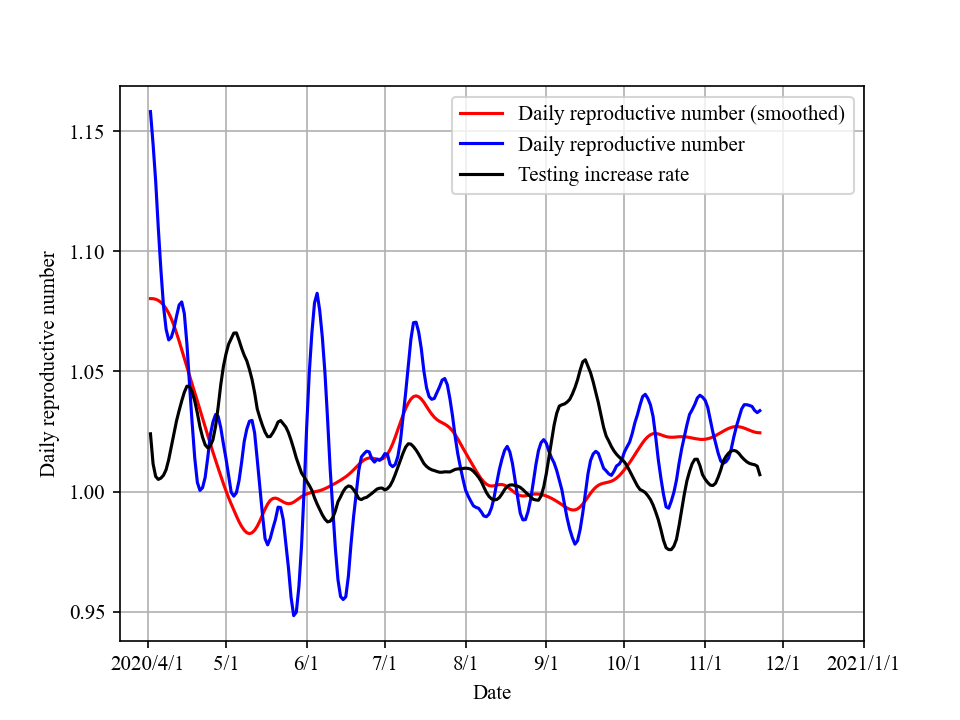 Daily reproductive number (smoothed)
Daily reproductive number
Testing increase rate
Daily reproductive number
1.15
1.10
1.05
1.00
0.95
2020/4/1 5/1 6/1 7/1 8/1 9/1 10/1 11/1 12/1 2021/1/1
Date